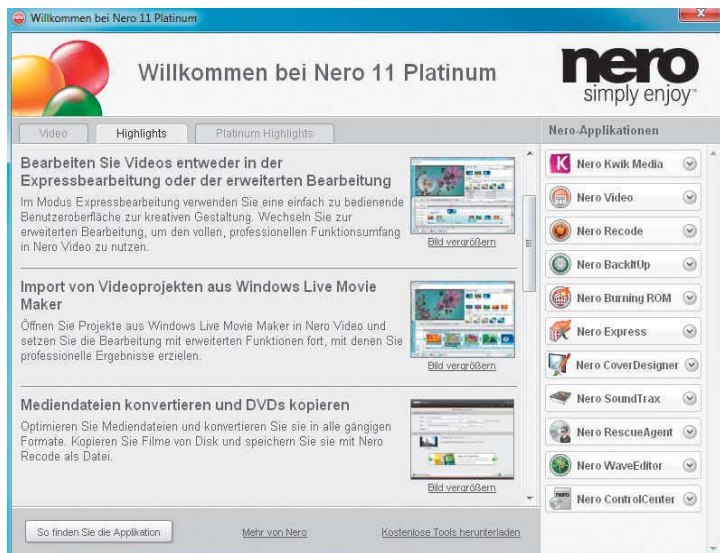 Willkommen bei Nero 11 Platinum
Willkommen bei Nero 11 Platinum
nero
simply enjoy
Video
Highlights
Platinum Highlights
Bearbeiten Sie Videos entweder in der
Expressbearbeitung oder der erweiterten Bearbeitung
Im Modus Expressbearbeitung verwenden Sie eine einfach zu bedienende
Benutzeroberfläche zur kreativen Gestaltung. Wechseln Sie zur
erweiterten Bearbeitung, um den vollen, professionellen Funktionsumfang
in Nero Video zu nutzen.
Bild vergrößern
Import von Videoprojekten aus Windows Live Movie
Maker
Öffnen Sie Projekte aus Windows Live Movie Maker in Nero Video und
setzen Sie die Bearbeitung mit erweiterten Funktionen fort, mit denen Sie
professionelle Ergebnisse erzielen.
Bild vergrößern
Mediendateien konvertieren und DVDs kopieren
Optimieren Sie Mediendateien und konvertieren Sie sie in alle gängigen
Formate. Kopieren Sie Filme von Disk und speichern Sie sie mit Nero
Recode als Datei.
Bild vergrößern
So finden Sie die Applikation
Mehr von Nero
Kostenlose Tools herunterladen
Nero-Applikationen
Nero Kwik Media
Nero Video
Nero Recode
Nero BackItUp
Nero Burning ROM
Nero Express
Nero CoverDesigner
Nero SoundTrax
Nero RescueAgent
Nero WaveEditor
Nero ControlCenter